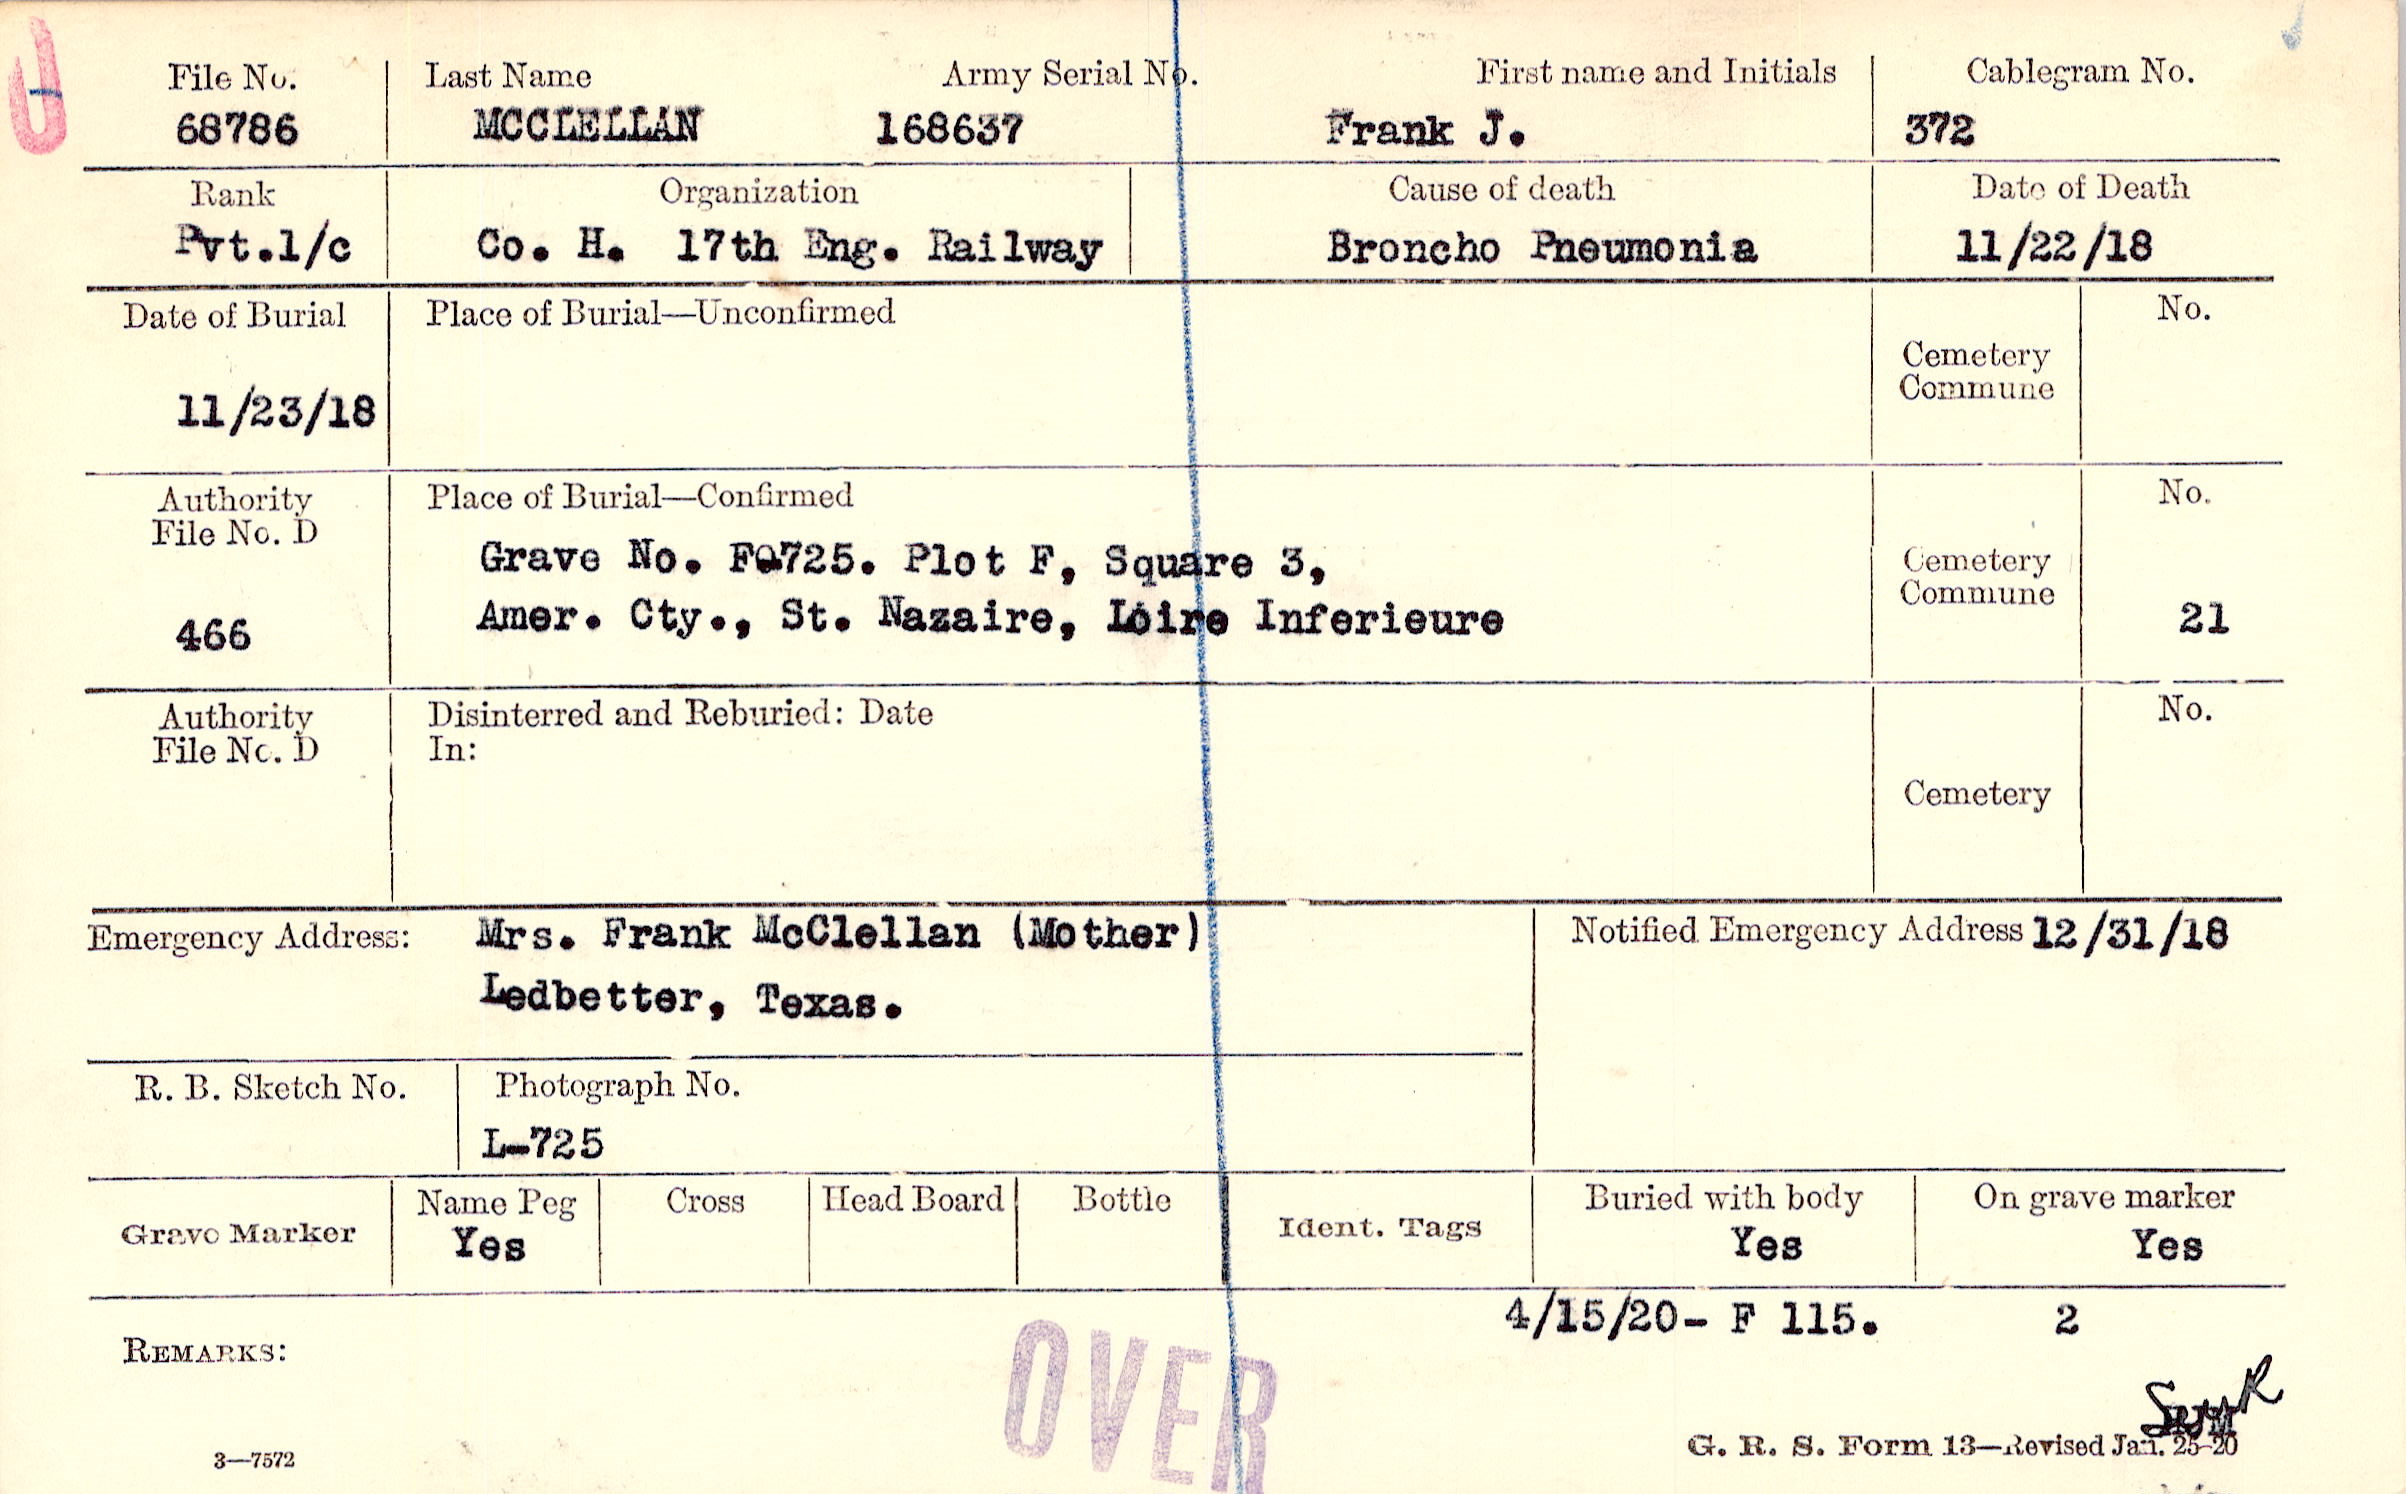 File No. Last Name Army Serial No. First name and Initials Cablegram No.
68786 MCCLELLAN 168637 Frank J. 372
Rank Organization Cause of death Date of Death
Pvt.1/c Co. H. 17th Eng. Railway Broncho Pneumonia 11/22/18
Date of Burial Place of Burial—Unconfirmed No.
Cemetery
Commune
11/23/18
Authority Place of Burial—Confirmed No.
File No. D
Grave No. F-725. Plot F, Square 3, Cemetery
Commune
466 Amer. Cty., St. Nazaire, Loire Inferieure 21
Authority Disinterred and Reburied: Date No.
File No. D In:
Cemetery
Emergency Address: Mrs. Frank McClellan (Mother) Notified Emergency Address 12/31/18
Ledbetter, Texas.
R. B. Sketch No. Photograph No.
L-725
Grave Marker Name Peg Cross Head Board Bottle Ident. Tags Buried with body On grave marker
Yes Yes Yes
4/15/20- F 115. 2
REMARKS:
OVER
3—7572 G. R. S. Form 13—Revised Jan. 25-20